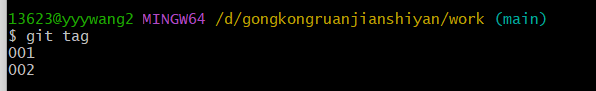 13623@yyywang2 MINGW64 /d/gongkongruanjianshiyan/work (main)
$ git tag
001
002